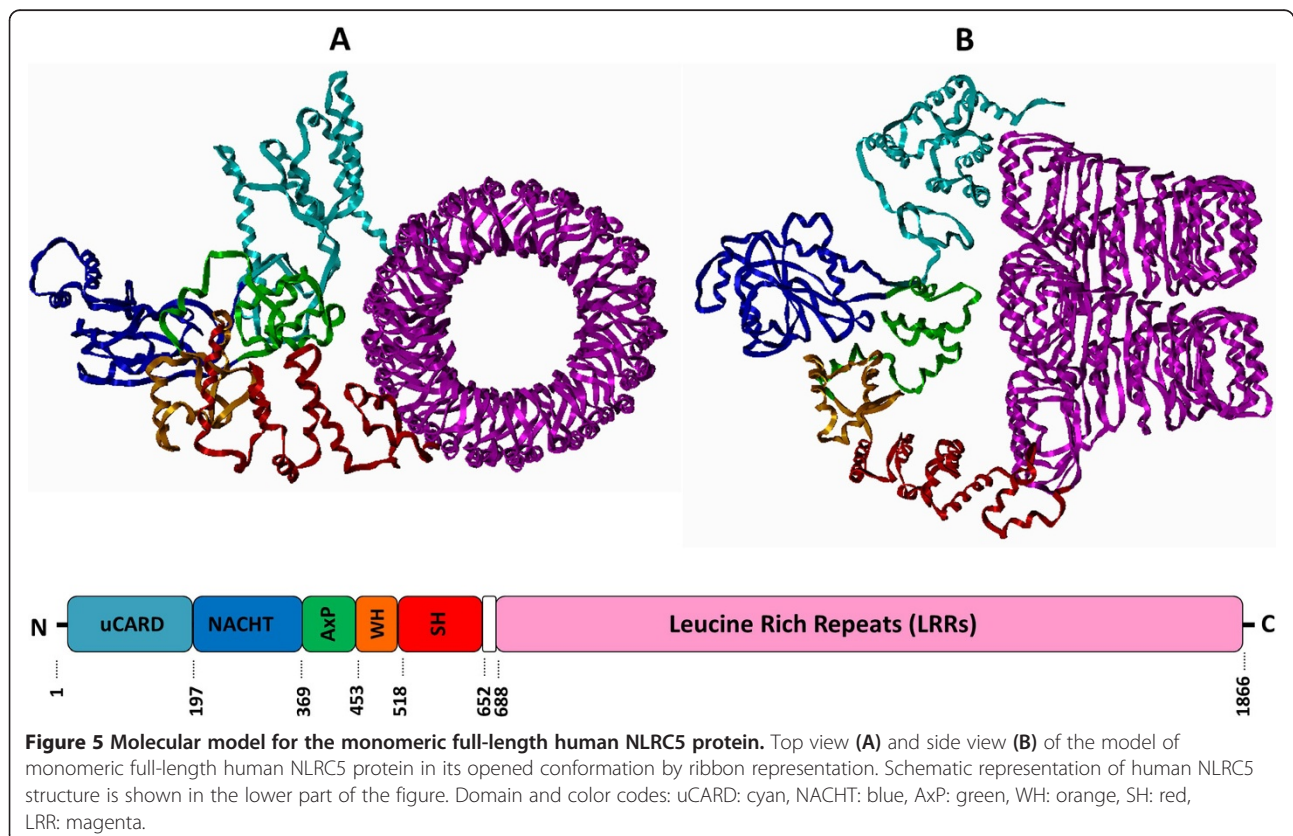 A B
N uCARD NACHT AxP WH SH Leucine Rich Repeats (LRRs) C
1 197 369 453 518 652 688 1866
Figure 5 Molecular model for the monomeric full-length human NLRC5 protein. Top view (A) and side view (B) of the model of
monomeric full-length human NLRC5 protein in its opened conformation by ribbon representation. Schematic representation of human NLRC5
structure is shown in the lower part of the figure. Domain and color codes: uCARD: cyan, NACHT: blue, AxP: green, WH: orange, SH: red,
LRR: magenta.